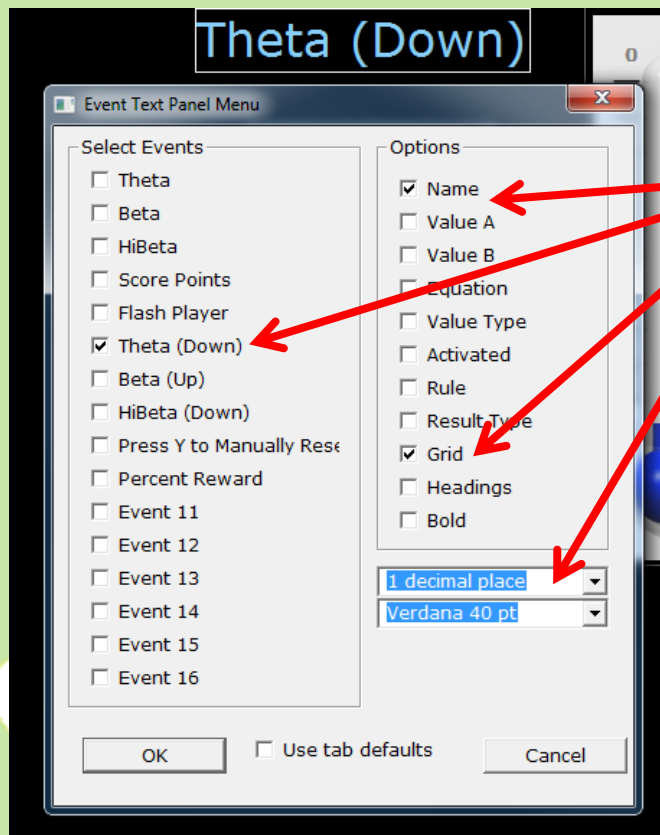 Theta (Down)
0
Event Text Panel Menu
Select Events
Theta
Beta
HiBeta
Score Points
Flash Player
Theta (Down)
Beta (Up)
HiBeta (Down)
Press Y to Manually Rese
Percent Reward
Event 11
Event 12
Event 13
Event 14
Event 15
Event 16
Options
Name
Value A
Value B
Equation
Value Type
Activated
Rule
Result Type
Grid
Headings
Bold
1 decimal place
Verdana 40 pt
OK
Use tab defaults
Cancel